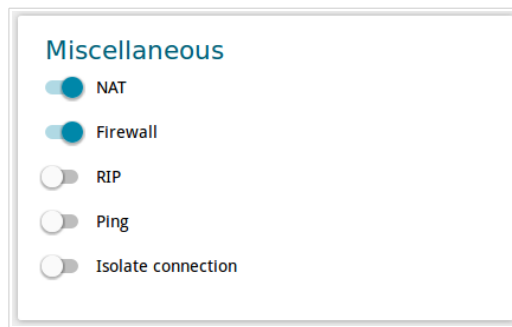 Miscellaneous
NAT
Firewall
RIP
Ping
Isolate connection